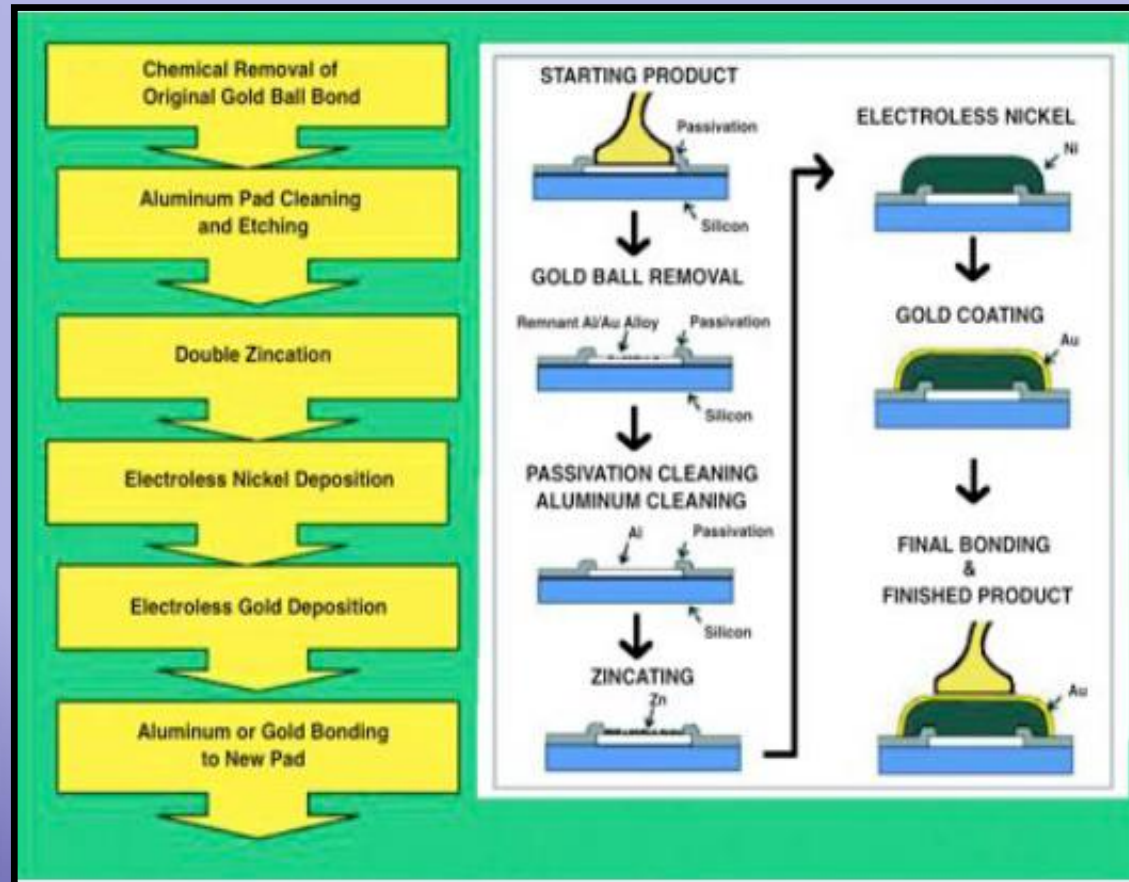 Chemical Removal of
Original Gold Ball Bond
Aluminum Pad Cleaning
and Etching
Double Zincation
Electroless Nickel Deposition
Electroless Gold Deposition
Aluminum or Gold Bonding
to New Pad
STARTING PRODUCT
Passivation
Silicon
GOLD BALL REMOVAL
Remnant Al/Au Alloy
Passivation
Silicon
PASSIVATION CLEANING
ALUMINUM CLEANING
Al
Passivation
Silicon
ZINCATING
Zn
ELECTROLESS NICKEL
Ni
GOLD COATING
Au
FINAL BONDING
&
FINISHED PRODUCT
Au